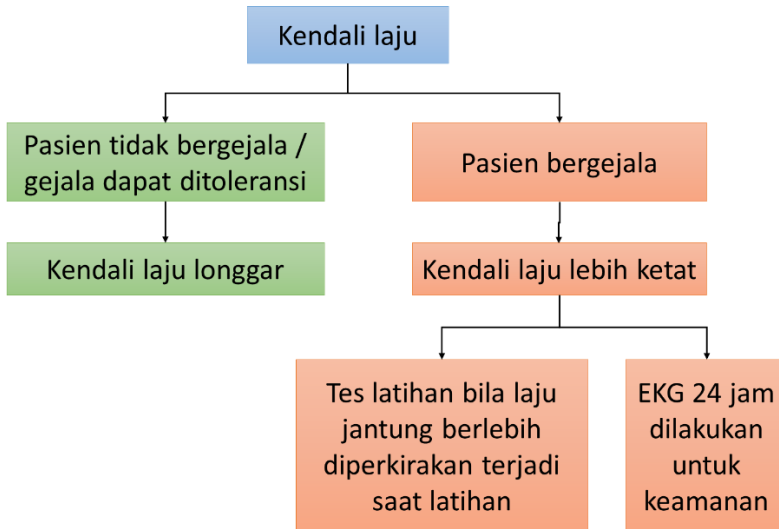 Kendali laju
Pasien tidak bergejala /
gejala dapat ditoleransi
Pasien bergejala
Kendali laju longgar
Kendali laju lebih ketat
Tes latihan bila laju
jantung berlebih
diperkirakan terjadi
saat latihan
EKG 24 jam
dilakukan
untuk
keamanan